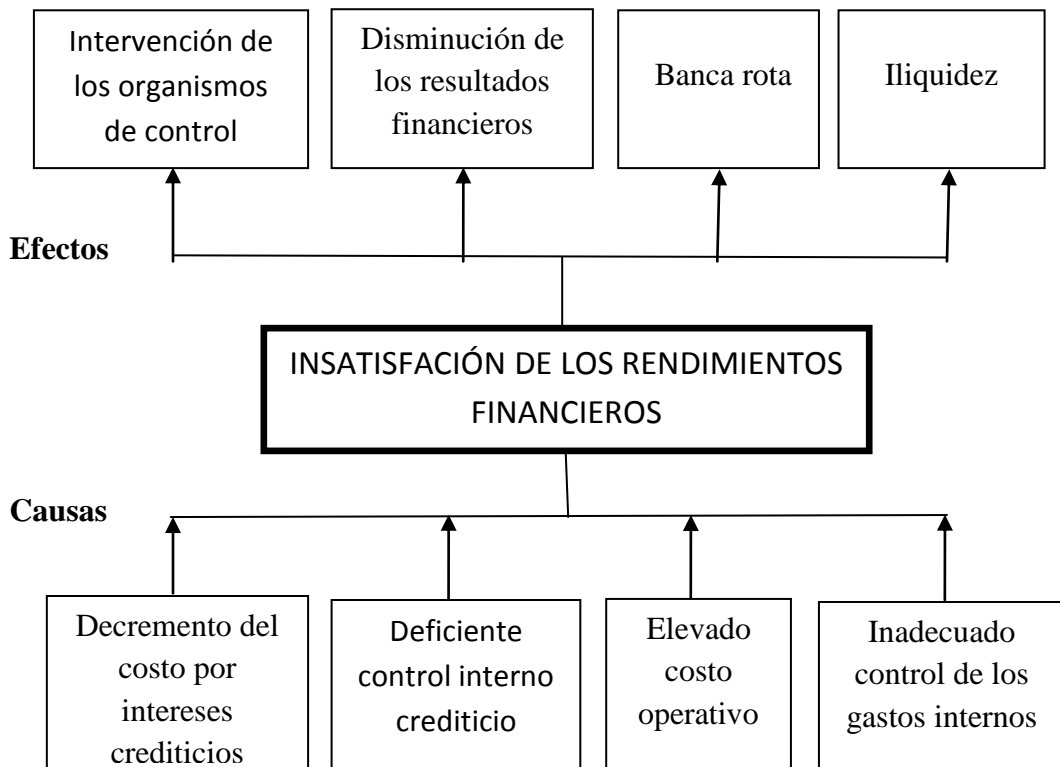 Intervención de
los organismos
de control
Disminución de
los resultados
financieros
Banca rota
Iliquidez
Efectos
INSATISFACIÓN DE LOS RENDIMIENTOS
FINANCIEROS
Causas
Decremento del
costo por
intereses
crediticios
Deficiente
control interno
crediticio
Elevado
costo
operativo
Inadecuado
control de los
gastos internos